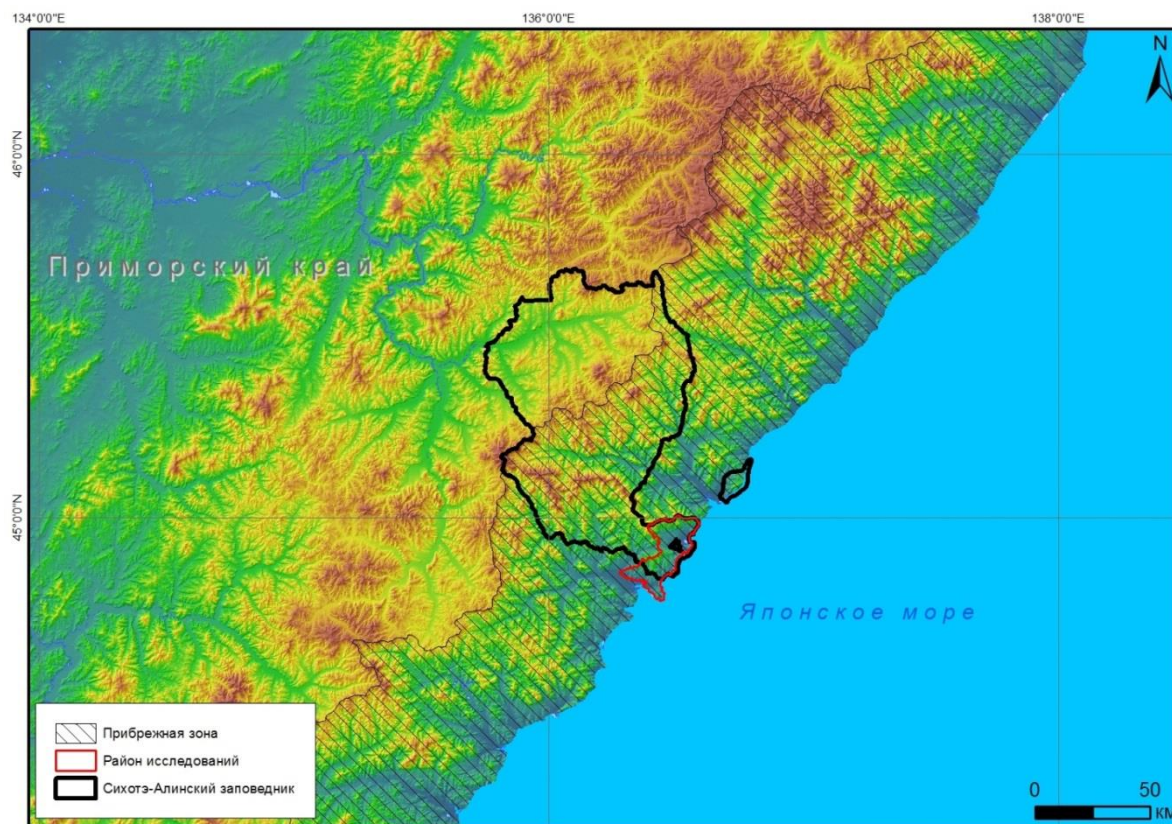 134°0'0"E 136°0'0"E 138°0'0"E
N
46°0'0"N
Приморский край
45°0'0"N
Японское море
Прибрежная зона
Район исследований
Сихотэ-Алинский заповедник
0 50
КМ